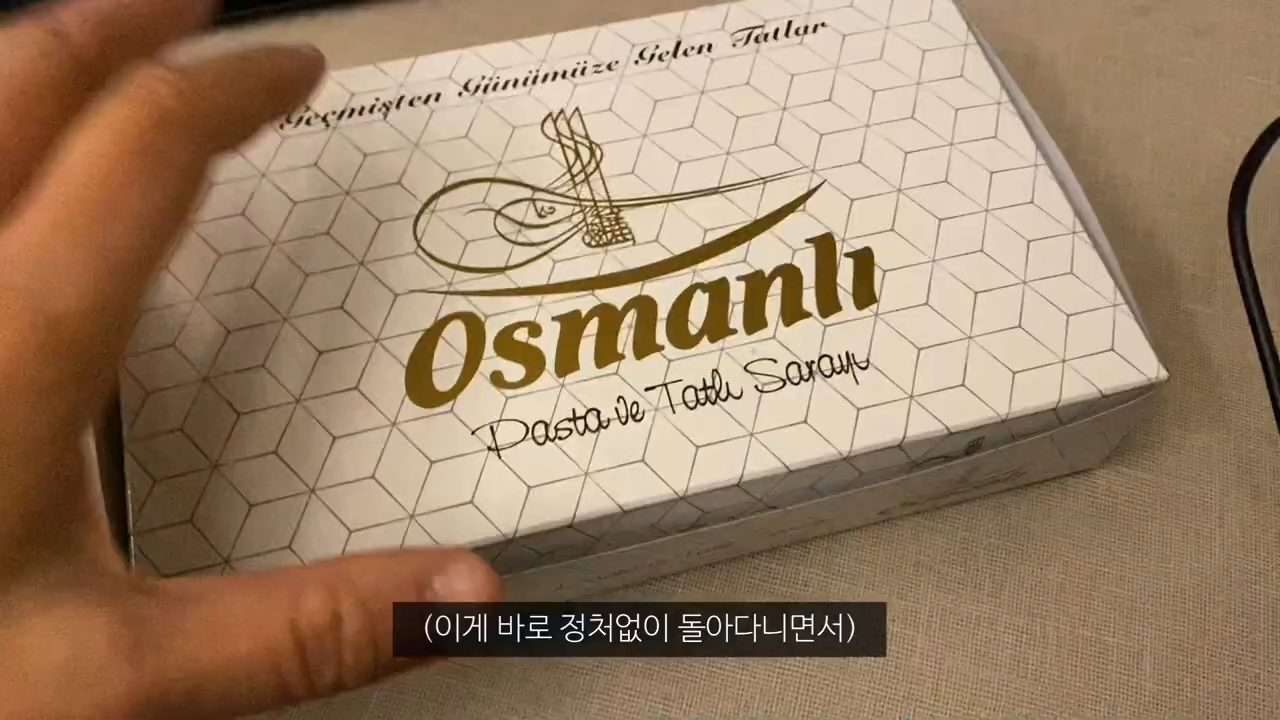 Geçmişten Günümüze Gelen Tatlar
Osmanlı
Pasta ve Tatlı Sarayı
(이게 바로 정처없이 돌아다니면서)